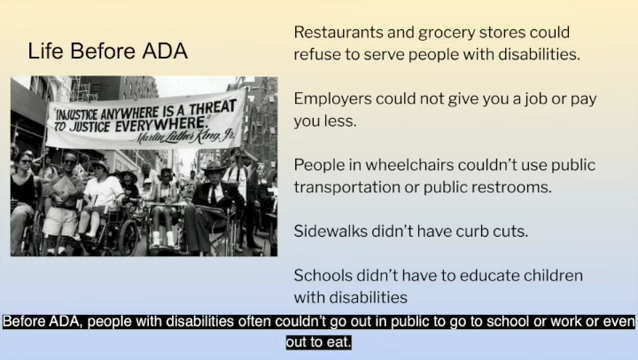 Life Before ADA
"INJUSTICE ANYWHERE IS A THREAT
TO JUSTICE EVERYWHERE."
Martin Luther King, Jr.
Restaurants and grocery stores could
refuse to serve people with disabilities.
Employers could not give you a job or pay
you less.
People in wheelchairs couldn't use public
transportation or public restrooms.
Sidewalks didn't have curb cuts.
Schools didn't have to educate children
with disabilities
Before ADA, people with disabilities often couldn't go out in public to go to school or work or even
out to eat.